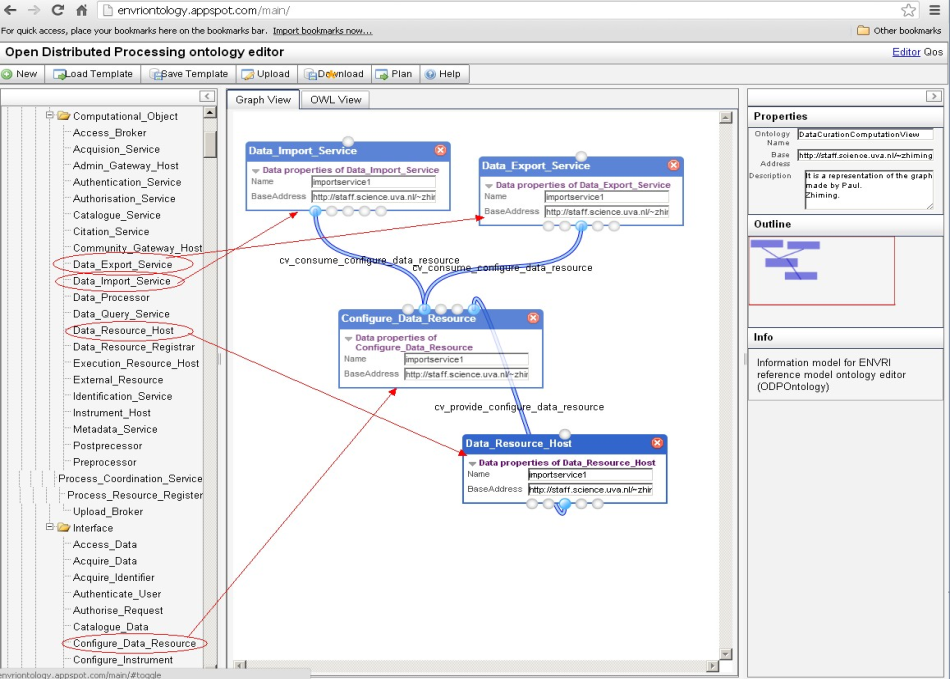 envriontology.appspot.com/main/
For quick access, place your bookmarks here on the bookmarks bar. Import bookmarks now... Other bookmarks
Open Distributed Processing ontology editor Editor Qos
New Load Template Save Template Upload Download Plan Help
Computational_Object
Access_Broker
Acquision_Service
Admin_Gateway_Host
Authentication_Service
Authorisation_Service
Catalogue_Service
Citation_Service
Community_Gateway_Host
Data_Export_Service
Data_Import_Service
Data_Processor
Data_Query_Service
Data_Resource_Host
Data_Resource_Registrar
Execution_Resource_Host
External_Resource
Identification_Service
Instrument_Host
Metadata_Service
Postprocessor
Preprocessor
Process_Coordination_Service
Process_Resource_Register
Upload_Broker
Interface
Access_Data
Acquire_Data
Acquire_Identifier
Authenticate_User
Authorise_Request
Catalogue_Data
Configure_Data_Resource
Configure_Instrument
envriontology.appspot.com/main/#toggle
Graph View OWL View
Data_Import_Service
Data properties of Data_Import_Service
Name importservice1
BaseAddress http://staff.science.uva.nl/~zhir
Data_Export_Service
Data properties of Data_Export_Service
Name importservice1
BaseAddress http://staff.science.uva.nl/~zhir
cv_consume_configure_data_resource
cv_consume_configure_data_resource
Configure_Data_Resource
Data properties of
Configure_Data_Resource
Name importservice1
BaseAddress http://staff.science.uva.nl/~zhir
cv_provide_configure_data_resource
Data_Resource_Host
Data properties of Data_Resource_Host
Name importservice1
BaseAddress http://staff.science.uva.nl/~zhir
Properties
Ontology Name DataCurationComputationView
Base Address http://staff.science.uva.nl/~zhiming
Description It is a representation of the graph
made by Paul.
Zhiming.
Outline
Info
Information model for ENVRI
reference model ontology editor
(ODPOntology)